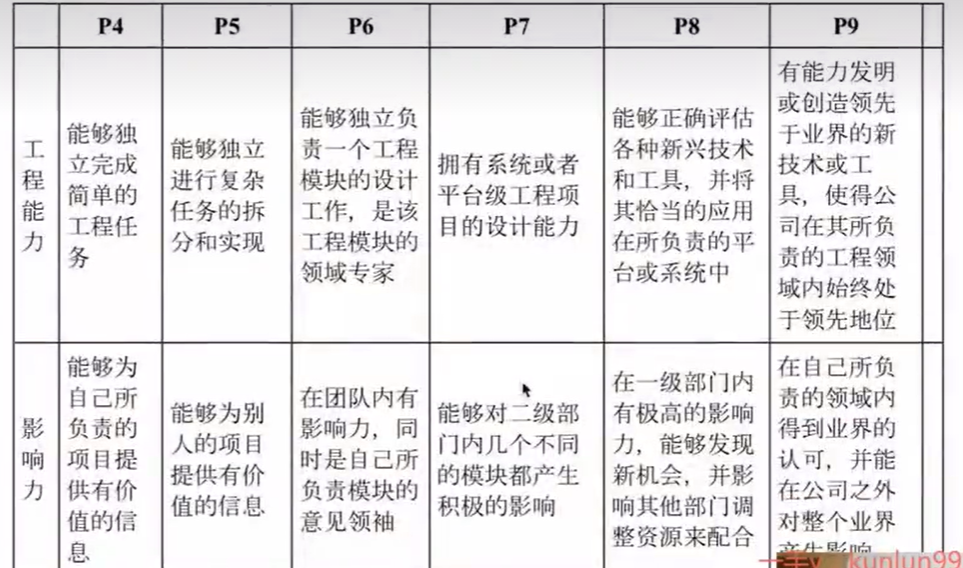 P4 P5 P6 P7 P8 P9
工
程
能
力
能够独
立完成
简单的
工程任
务
能够独立
进行复杂
任务的拆
分和实现
能够独立负
责一个工程
模块的设计
工作，是该
工程模块的
领域专家
拥有系统或者
平台级工程项
目的设计能力
能够正确评估
各种新兴技术
和工具，并将
其恰当的应用
在所负责的平
台或系统中
有能力发明
或创造领先
于业界的新
技术或工
具，使得公
司在其所负
责的工程领
域内始终处
于领先地位
影
响
力
能够为
自己所
负责的
项目提
供有价
值的信
息
能够为别
人的项目
提供有价
值的信息
在团队内有
影响力，同
时是自己所
负责模块的
意见领袖
能够对二级部
门内几个不同
的模块都产生
积极的影响
在一级部门内
有极高的影响
力，能够发现
新机会，并影
响其他部门调
整资源来配合
在自己所负
责的领域内
得到业界的
认可，并能
在公司之外
对整个业界
产生影响
kunlun99